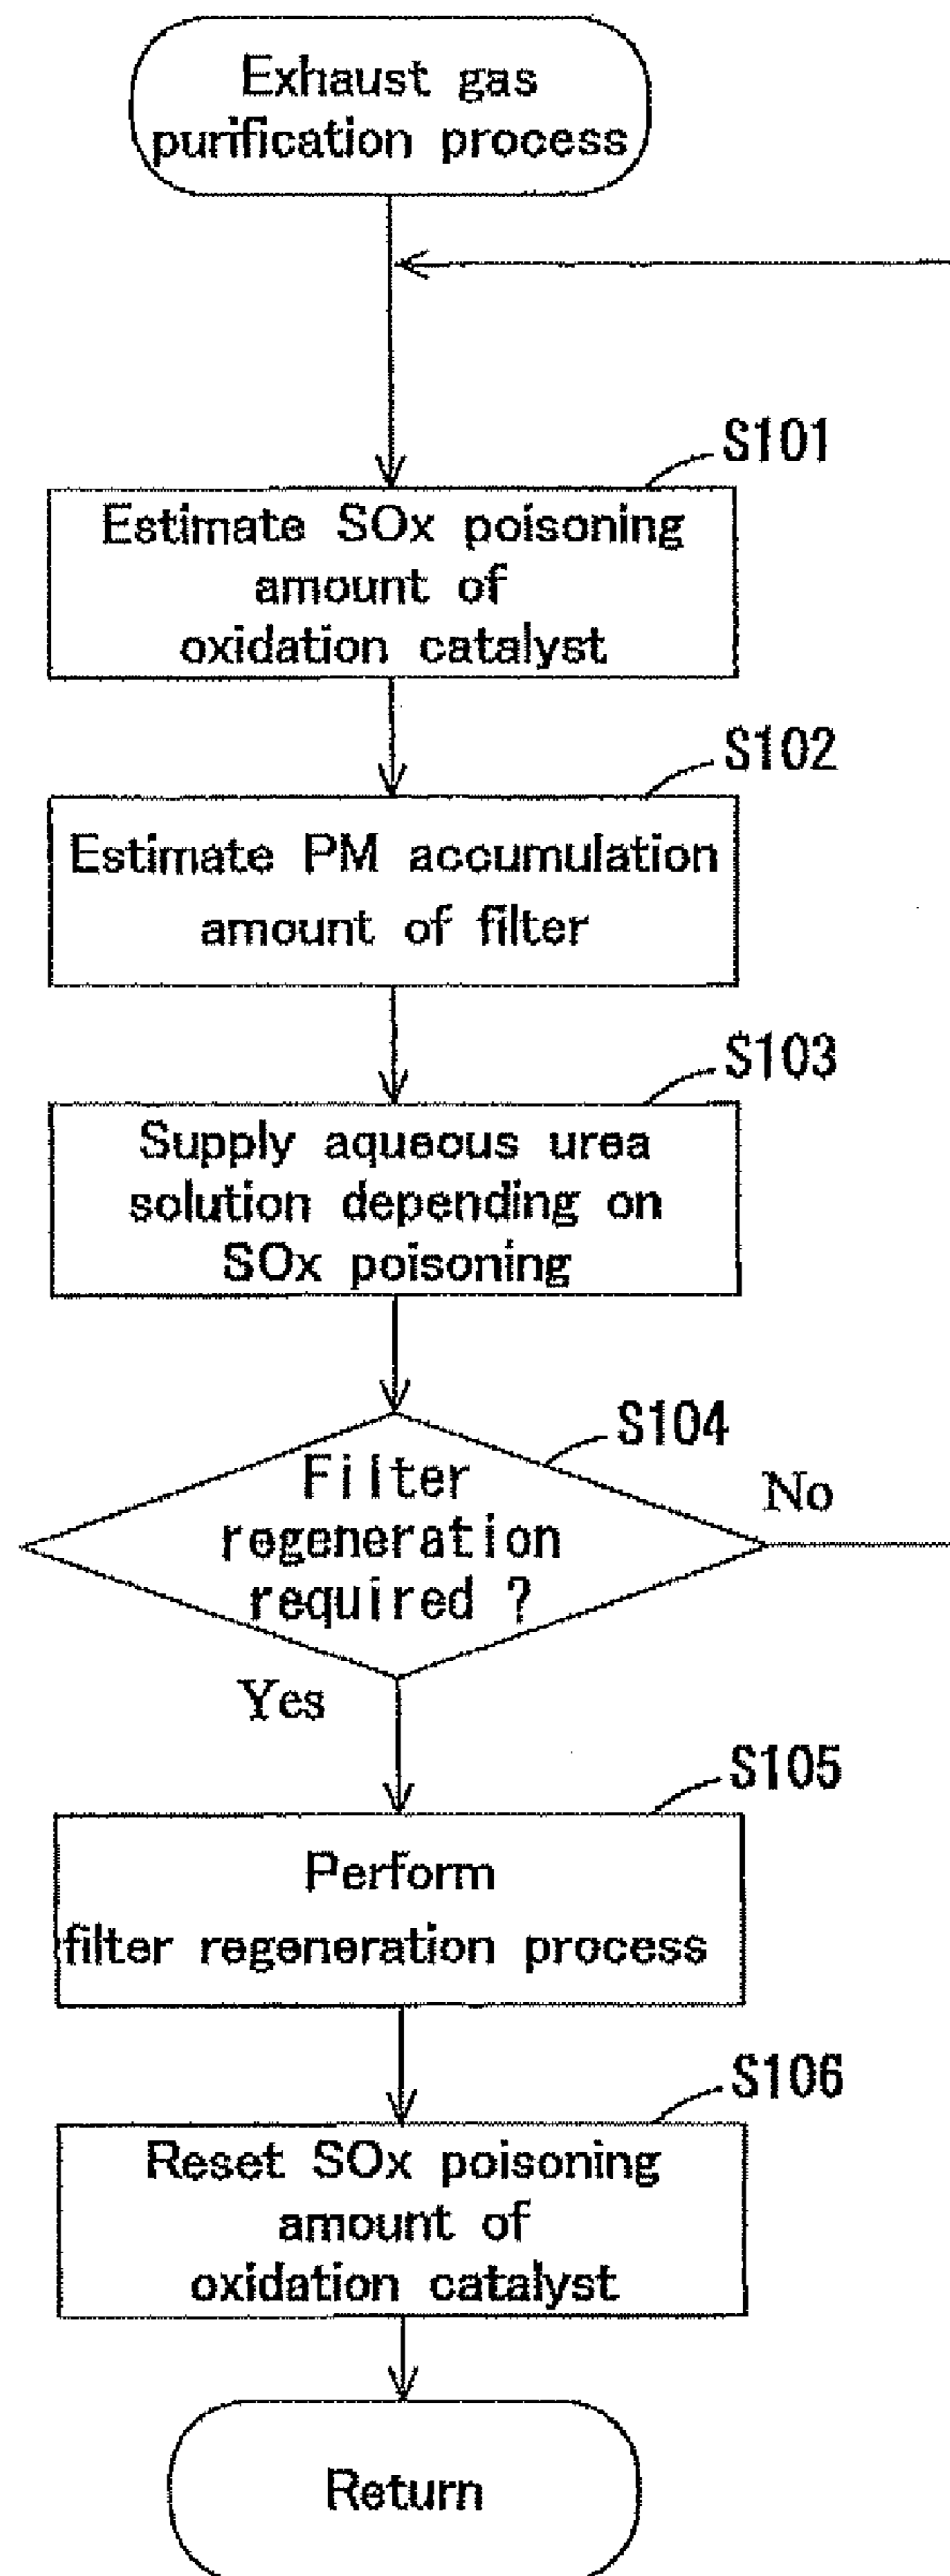 Exhaust gas
purification process
S101
Estimate SOx poisoning
amount of
oxidation catalyst
S102
Estimate PM accumulation
amount of filter
S103
Supply aqueous urea
solution depending on
SOx poisoning
S104
Filter
regeneration
required ?
No
Yes
S105
Perform
filter regeneration process
S106
Reset SOx poisoning
amount of
oxidation catalyst
Return